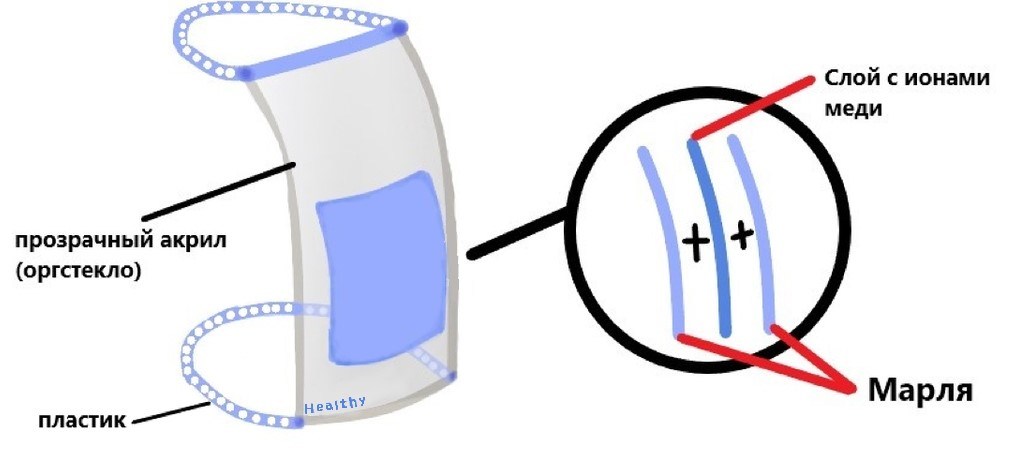 Слой с ионами
меди
прозрачный акрил
(оргстекло)
Марля
пластик
Healthy